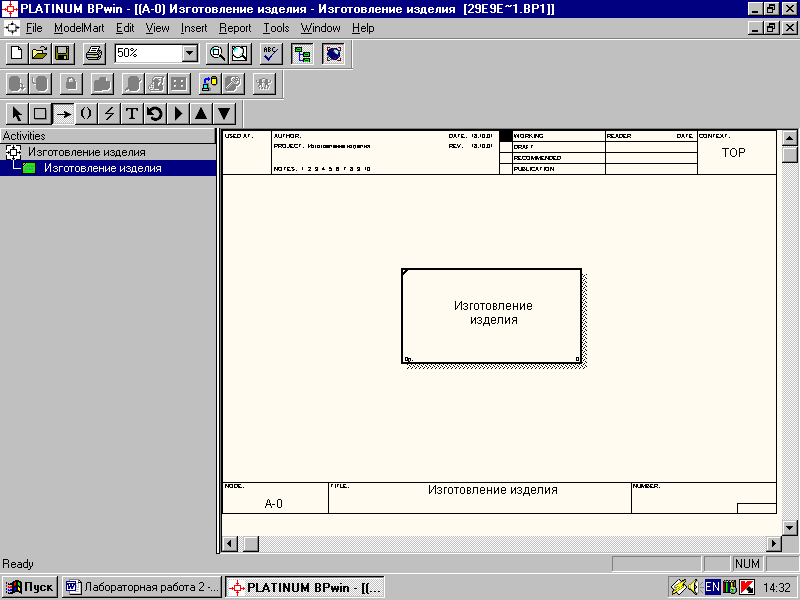 PLATINUM BPwin - [(A-0) Изготовление изделия - Изготовление изделия [29E9E~1.BP1]]
File ModelMart Edit View Insert Report Tools Window Help
50% ABC
T
Activities
Изготовление изделия
Изготовление изделия
USED AT: AUTHOR: DATE: 18.10.01 WORKING READER DATE CONTEXT:
PROJECT: Изготовление изделия REV: 18.10.01 DRAFT
TOP
RECOMMENDED
NOTES: 1 2 3 4 5 6 7 8 9 10 PUBLICATION
Изготовление
изделия
0р. 0
NODE: TITLE: NUMBER:
A-0 Изготовление изделия
Ready NUM
Пуск Лабораторная работа 2 -... PLATINUM BPwin - [(... EN 14:32